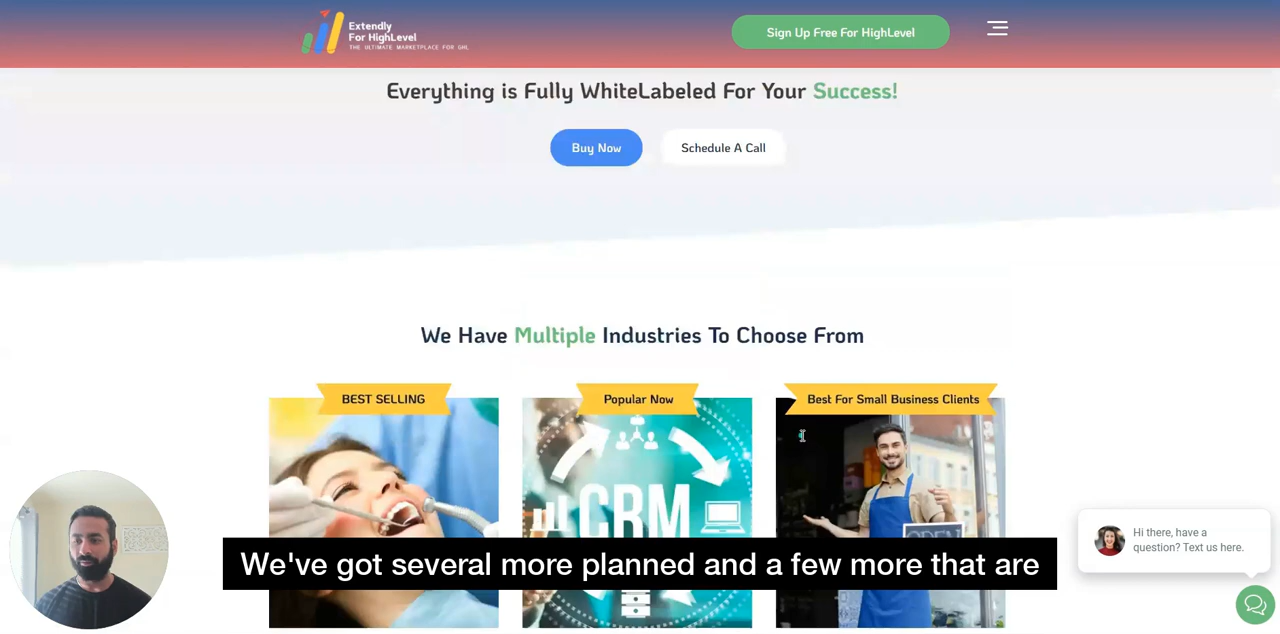 Extendly
For HighLevel
THE ULTIMATE MARKETPLACE FOR GHL
Sign Up Free For HighLevel
Everything is Fully WhiteLabeled For Your Success!
Buy Now
Schedule A Call
We Have Multiple Industries To Choose From
BEST SELLING
Popular Now
Best For Small Business Clients
CRM
OPEN
Hi there, have a
question? Text us here.
We've got several more planned and a few more that are